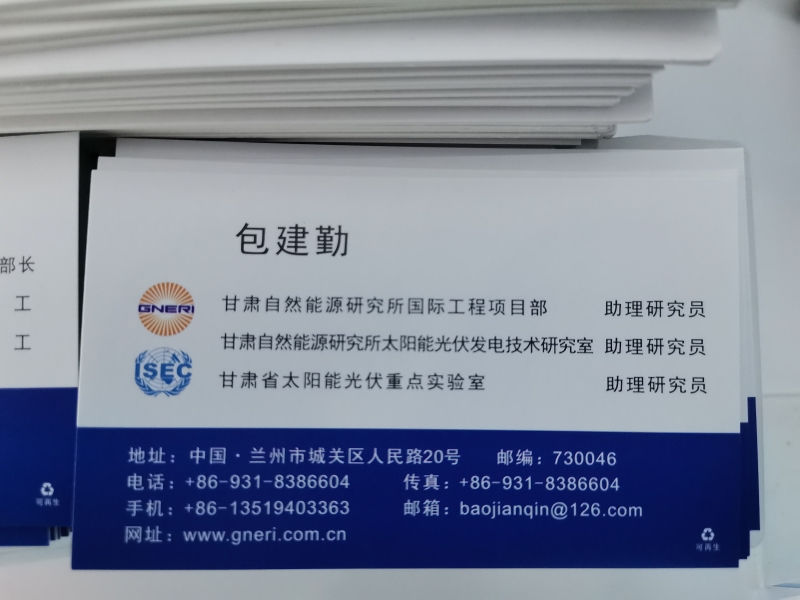 包建勤
部长
工
工
GNERI
甘肃自然能源研究所国际工程项目部 助理研究员
甘肃自然能源研究所太阳能光伏发电技术研究室 助理研究员
ISEC
甘肃省太阳能光伏重点实验室 助理研究员
地址：中国·兰州市城关区人民路20号 邮编：730046
电话：+86-931-8386604 传真：+86-931-8386604
手机：+86-13519403363 邮箱：baojianqin@126.com
网址：www.gneri.com.cn
可再生
可再生